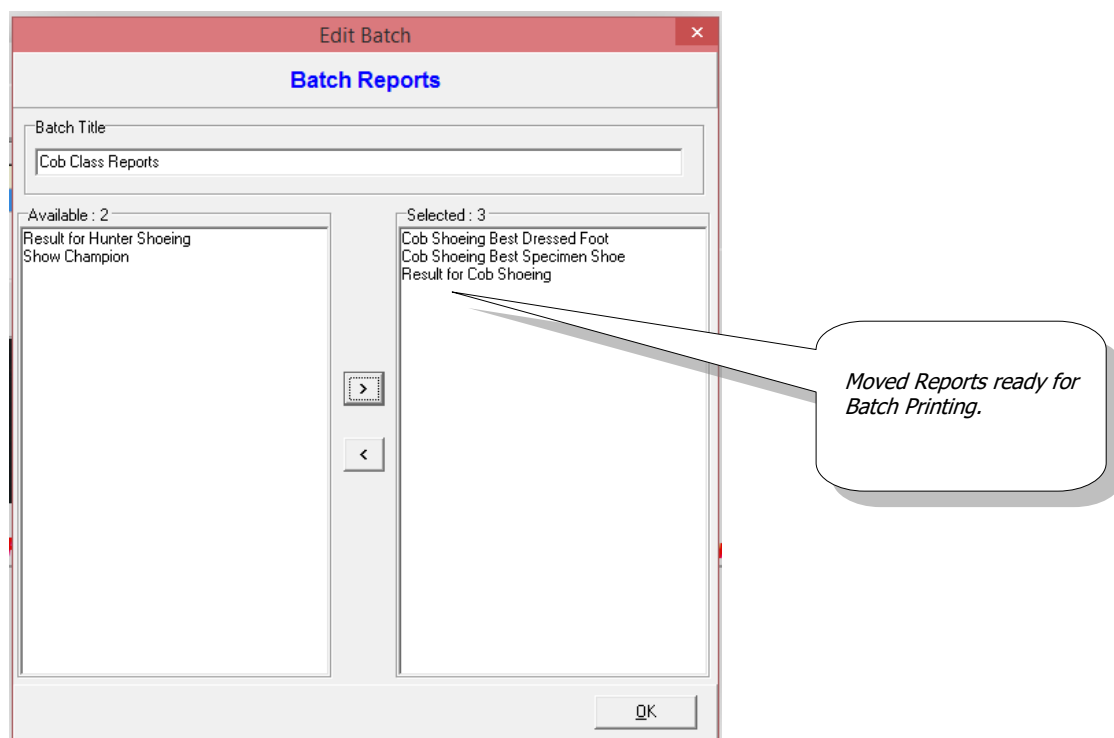 Edit Batch
Batch Reports
Batch Title
Cob Class Reports
Available : 2
Result for Hunter Shoeing
Show Champion
>
<
Selected : 3
Cob Shoeing Best Dressed Foot
Cob Shoeing Best Specimen Shoe
Result for Cob Shoeing
Moved Reports ready for
Batch Printing.
OK